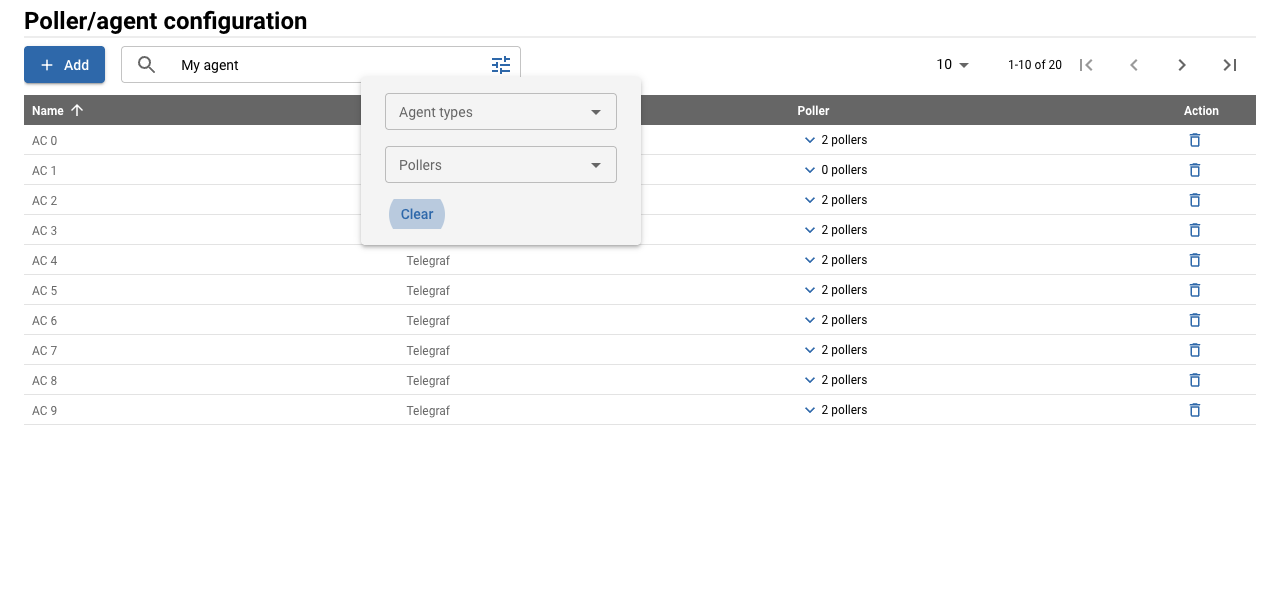 Poller/agent configuration
Add
My agent
10
1-10 of 20
Name
Poller
Action
Agent types
Pollers
Clear
AC 0
2 pollers
AC 1
0 pollers
AC 2
2 pollers
AC 3
2 pollers
AC 4
Telegraf
2 pollers
AC 5
Telegraf
2 pollers
AC 6
Telegraf
2 pollers
AC 7
Telegraf
2 pollers
AC 8
Telegraf
2 pollers
AC 9
Telegraf
2 pollers